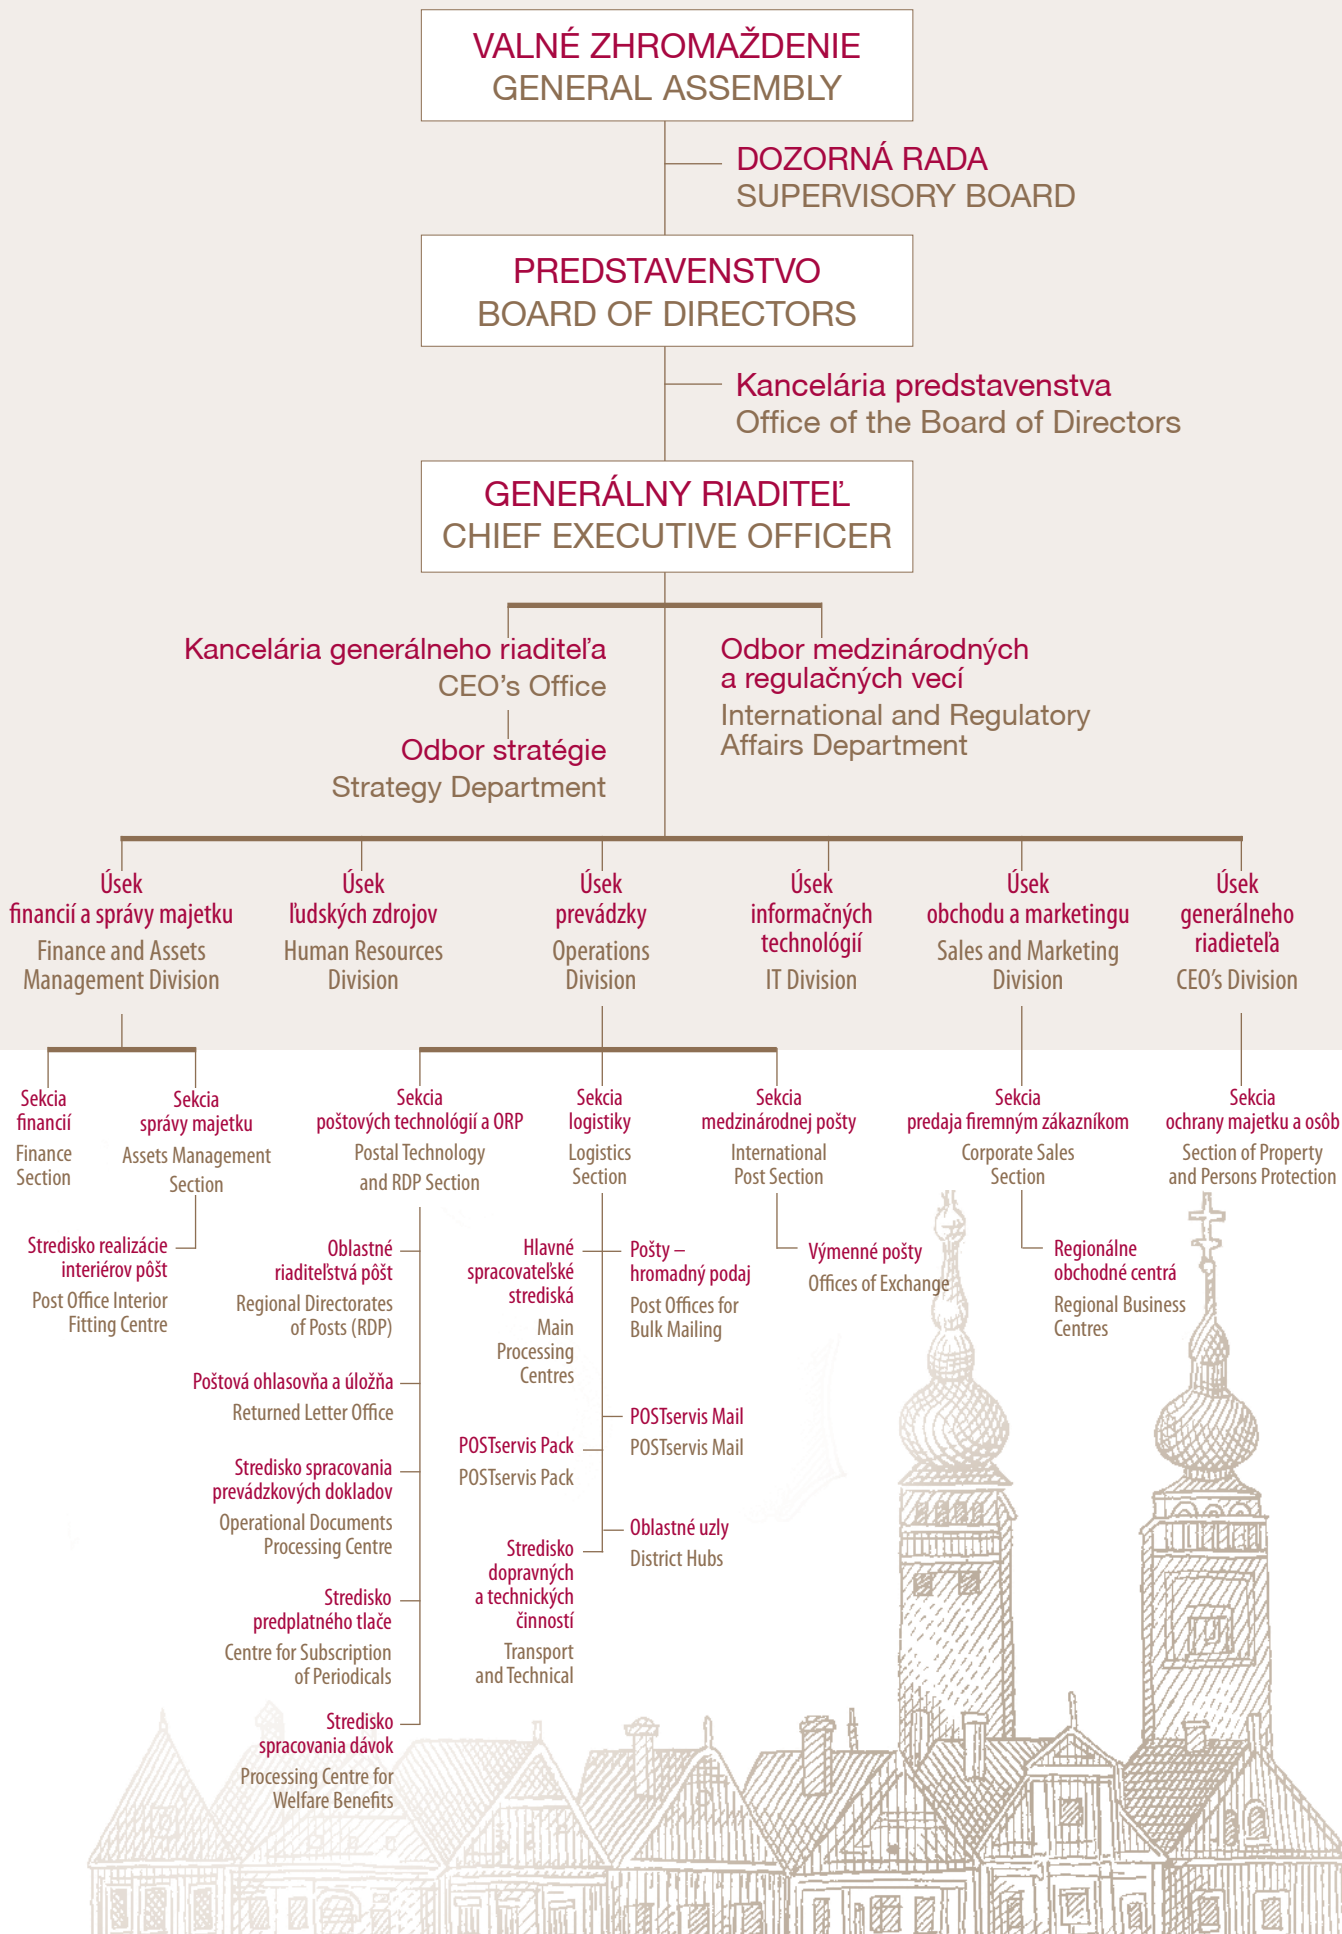 VALNÉ ZHROMAŽDENIE
GENERAL ASSEMBLY
DOZORNÁ RADA
SUPERVISORY BOARD
PREDSTAVENSTVO
BOARD OF DIRECTORS
Kancelária predstavenstva
Office of the Board of Directors
GENERÁLNY RIADITEĽ
CHIEF EXECUTIVE OFFICER
Kancelária generálneho riaditeľa
CEO's Office
Odbor stratégie
Strategy Department
Odbor medzinárodných
a regulačných vecí
International and Regulatory
Affairs Department
Úsek
financií a správy majetku
Finance and Assets
Management Division
Úsek
ľudských zdrojov
Human Resources
Division
Úsek
prevádzky
Operations
Division
Úsek
informačných
technológií
IT Division
Úsek
obchodu a marketingu
Sales and Marketing
Division
Úsek
generálneho
riadieteľa
CEO's Division
Sekcia
financií
Finance
Section
Sekcia
správy majetku
Assets Management
Section
Sekcia
poštových technológií a ORP
Postal Technology
and RDP Section
Sekcia
logistiky
Logistics
Section
Sekcia
medzinárodnej pošty
International
Post Section
Sekcia
predaja firemným zákazníkom
Corporate Sales
Section
Sekcia
ochrany majetku a osôb
Section of Property
and Persons Protection
Stredisko realizácie
interiérov pôšt
Post Office Interior
Fitting Centre
Oblastné
riaditeľstvá pôšt
Regional Directorates
of Posts (RDP)
Poštová ohlasovňa a úložňa
Returned Letter Office
Stredisko spracovania
prevádzkových dokladov
Operational Documents
Processing Centre
Stredisko
predplatného tlače
Centre for Subscription
of Periodicals
Stredisko
spracovania dávok
Processing Centre for
Welfare Benefits
Hlavné
spracovateľské
strediská
Main
Processing
Centres
POSTservis Pack
POSTservis Pack
Stredisko
dopravných
a technických
činností
Transport
and Technical
Pošty –
hromadný podaj
Post Offices for
Bulk Mailing
POSTservis Mail
POSTservis Mail
Oblastné uzly
District Hubs
Výmenné pošty
Offices of Exchange
Regionálne
obchodné centrá
Regional Business
Centres